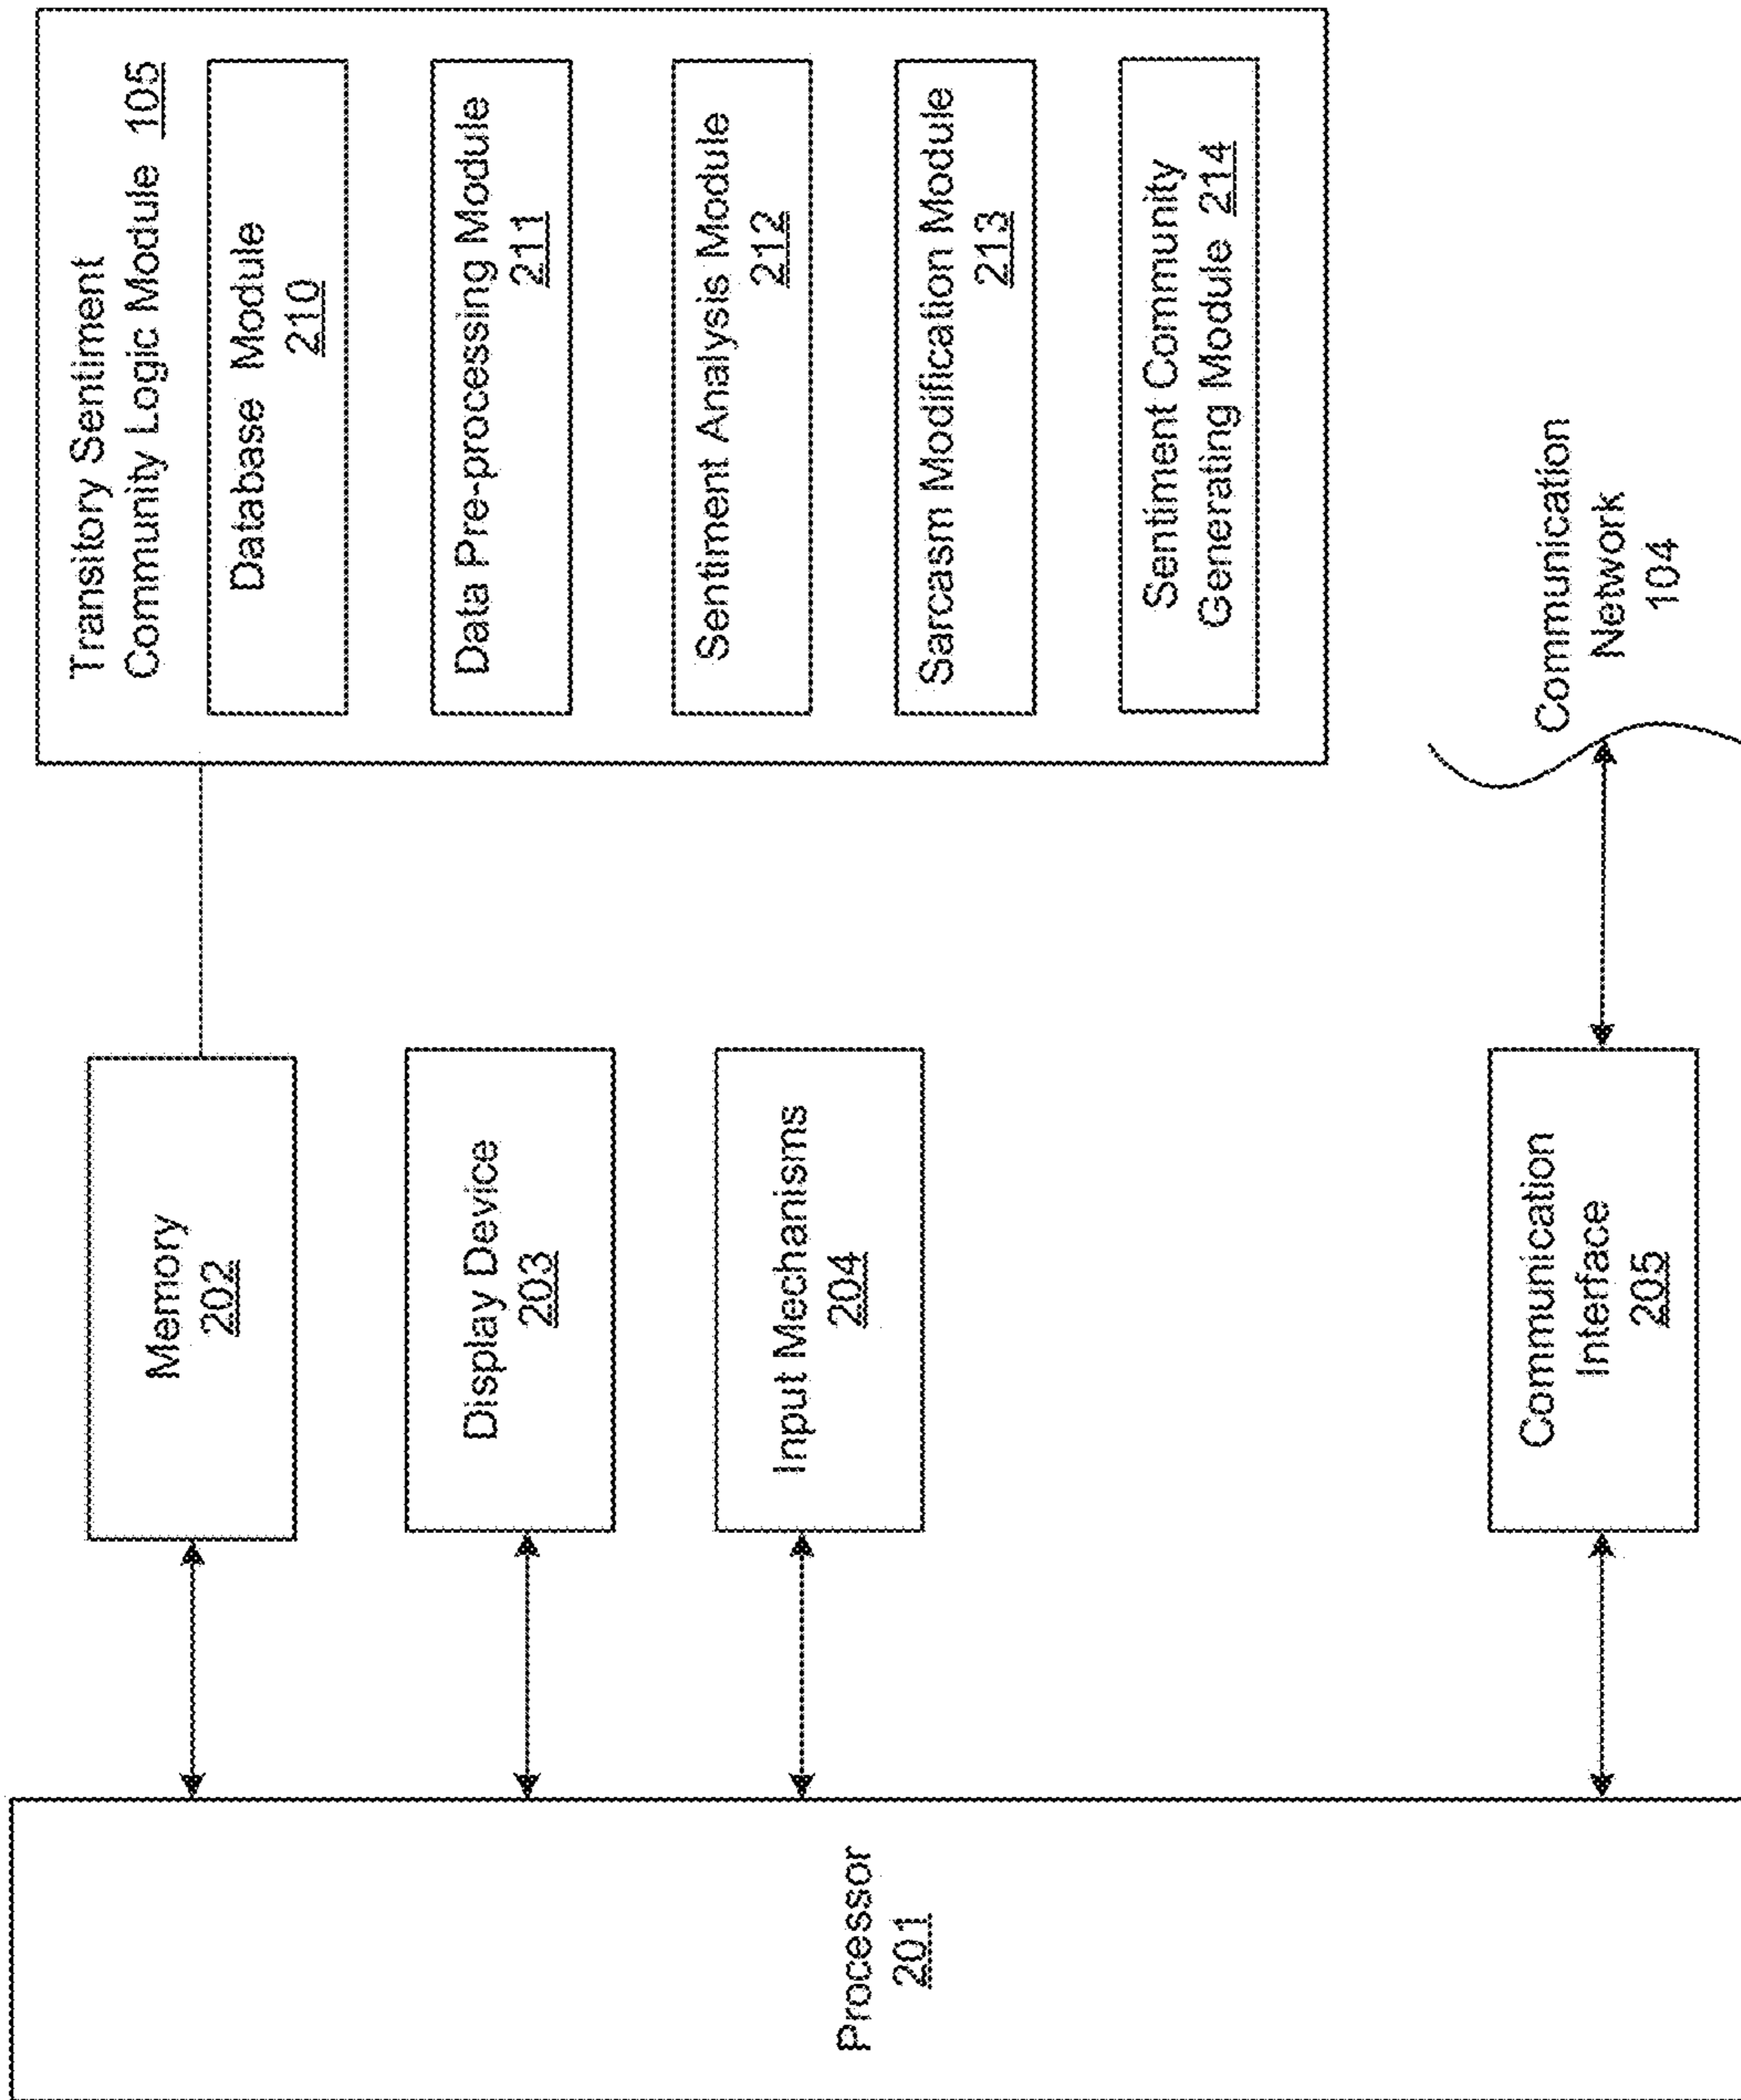 Processor
201
Memory
202
Display Device
203
Input Mechanisms
204
Communication
Interface
205
Transitory Sentiment
Community Logic Module 105
Database Module
210
Data Pre-processing Module
211
Sentiment Analysis Module
212
Sarcasm Modification Module
213
Sentiment Community
Generating Module 214
Communication
Network
104